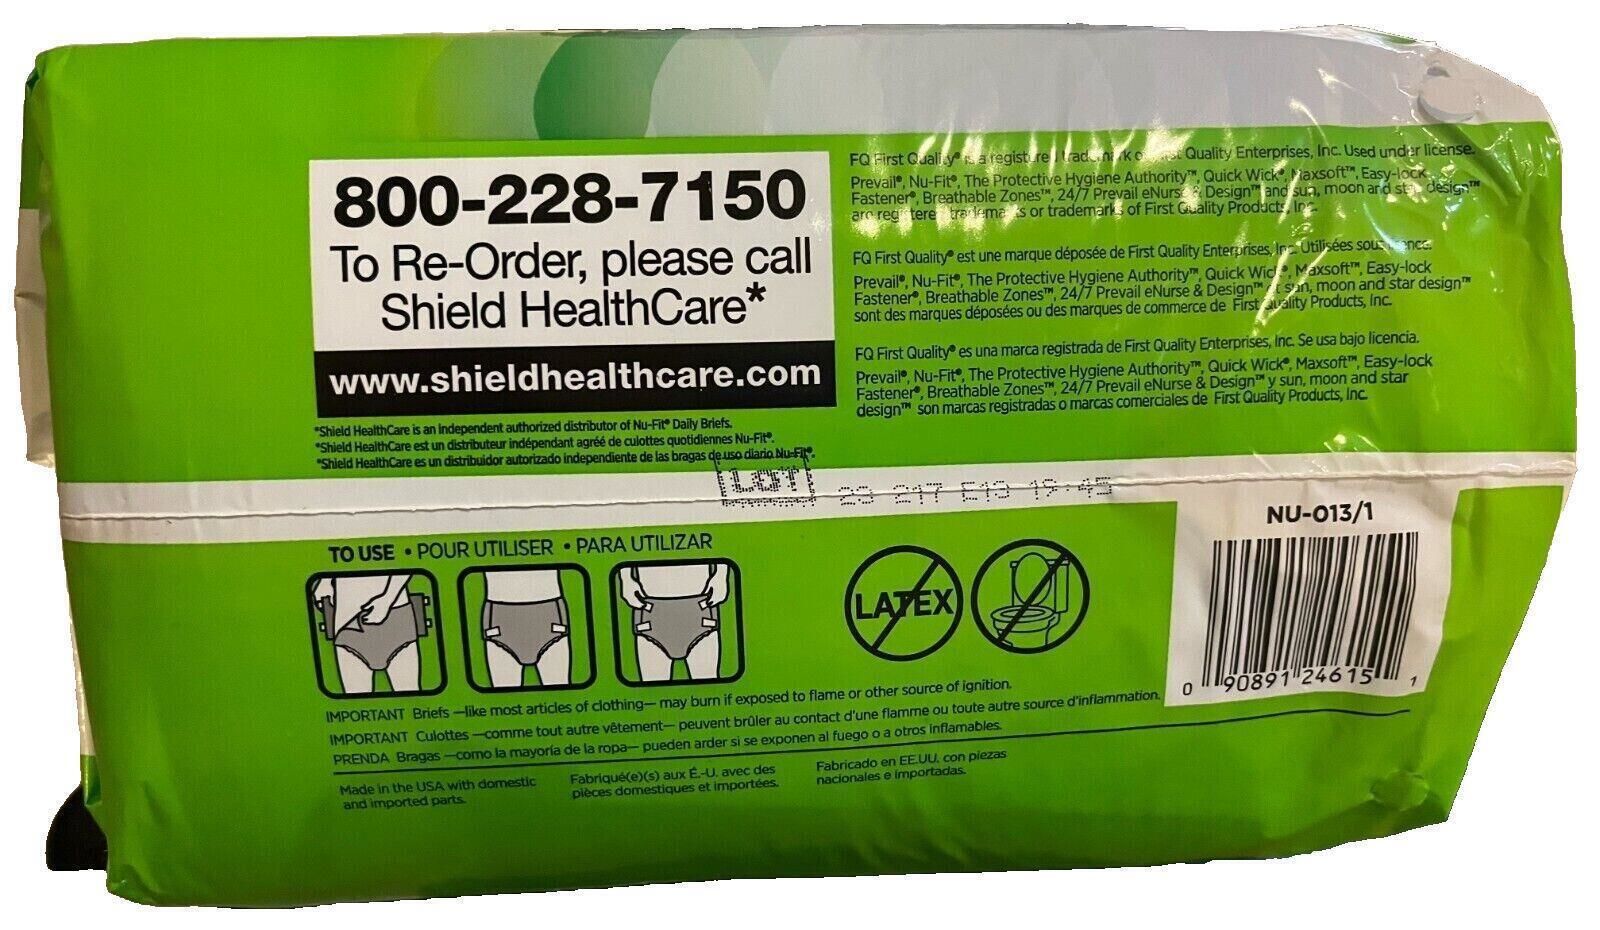 800-228-7150
To Re-Order, please call
Shield HealthCare*
www.shieldhealthcare.com
*Shield HealthCare is an independent authorized distributor of Nu-Fit® Daily Briefs.
*Shield HealthCare est un distributeur indépendant agréé de culottes quotidiennes Nu-Fit®.
*Shield HealthCare es un distribuidor autorizado independiente de las bragas de uso diario Nu-Fit®.
FQ First Quality® is a registered trademark of First Quality Enterprises, Inc. Used under license.
Prevail®, Nu-Fit®, The Protective Hygiene Authority™, Quick Wick®, Maxsoft™, Easy-lock
Fastener®, Breathable Zones™, 24/7 Prevail eNurse & Design™ and sun, moon and star design™
are registered trademarks or trademarks of First Quality Products, Inc.
FQ First Quality® est une marque déposée de First Quality Enterprises, Inc. Utilisées sous licence.
Prevail®, Nu-Fit®, The Protective Hygiene Authority™, Quick Wick®, Maxsoft™, Easy-lock
Fastener®, Breathable Zones™, 24/7 Prevail eNurse & Design™ et sun, moon and star design™
sont des marques déposées ou des marques de commerce de First Quality Products, Inc.
FQ First Quality® es una marca registrada de First Quality Enterprises, Inc. Se usa bajo licencia.
Prevail®, Nu-Fit®, The Protective Hygiene Authority™, Quick Wick®, Maxsoft™, Easy-lock
Fastener®, Breathable Zones™, 24/7 Prevail eNurse & Design™ y sun, moon and star
design™ son marcas registradas o marcas comerciales de First Quality Products, Inc.
LOT 29 217 E19 19:45
TO USE • POUR UTILISER • PARA UTILIZAR
LATEX
NU-013/1
0 90891 24615 1
IMPORTANT Briefs —like most articles of clothing— may burn if exposed to flame or other source of ignition.
IMPORTANT Culottes —comme tout autre vêtement— peuvent brûler au contact d'une flamme ou toute autre source d'inflammation.
PRENDA Bragas —como la mayoría de la ropa— pueden arder si se exponen al fuego o a otros inflamables.
Made in the USA with domestic
and imported parts.
Fabriqué(e)(s) aux É.-U. avec des
pièces domestiques et importées.
Fabricado en EE.UU. con piezas
nacionales e importadas.